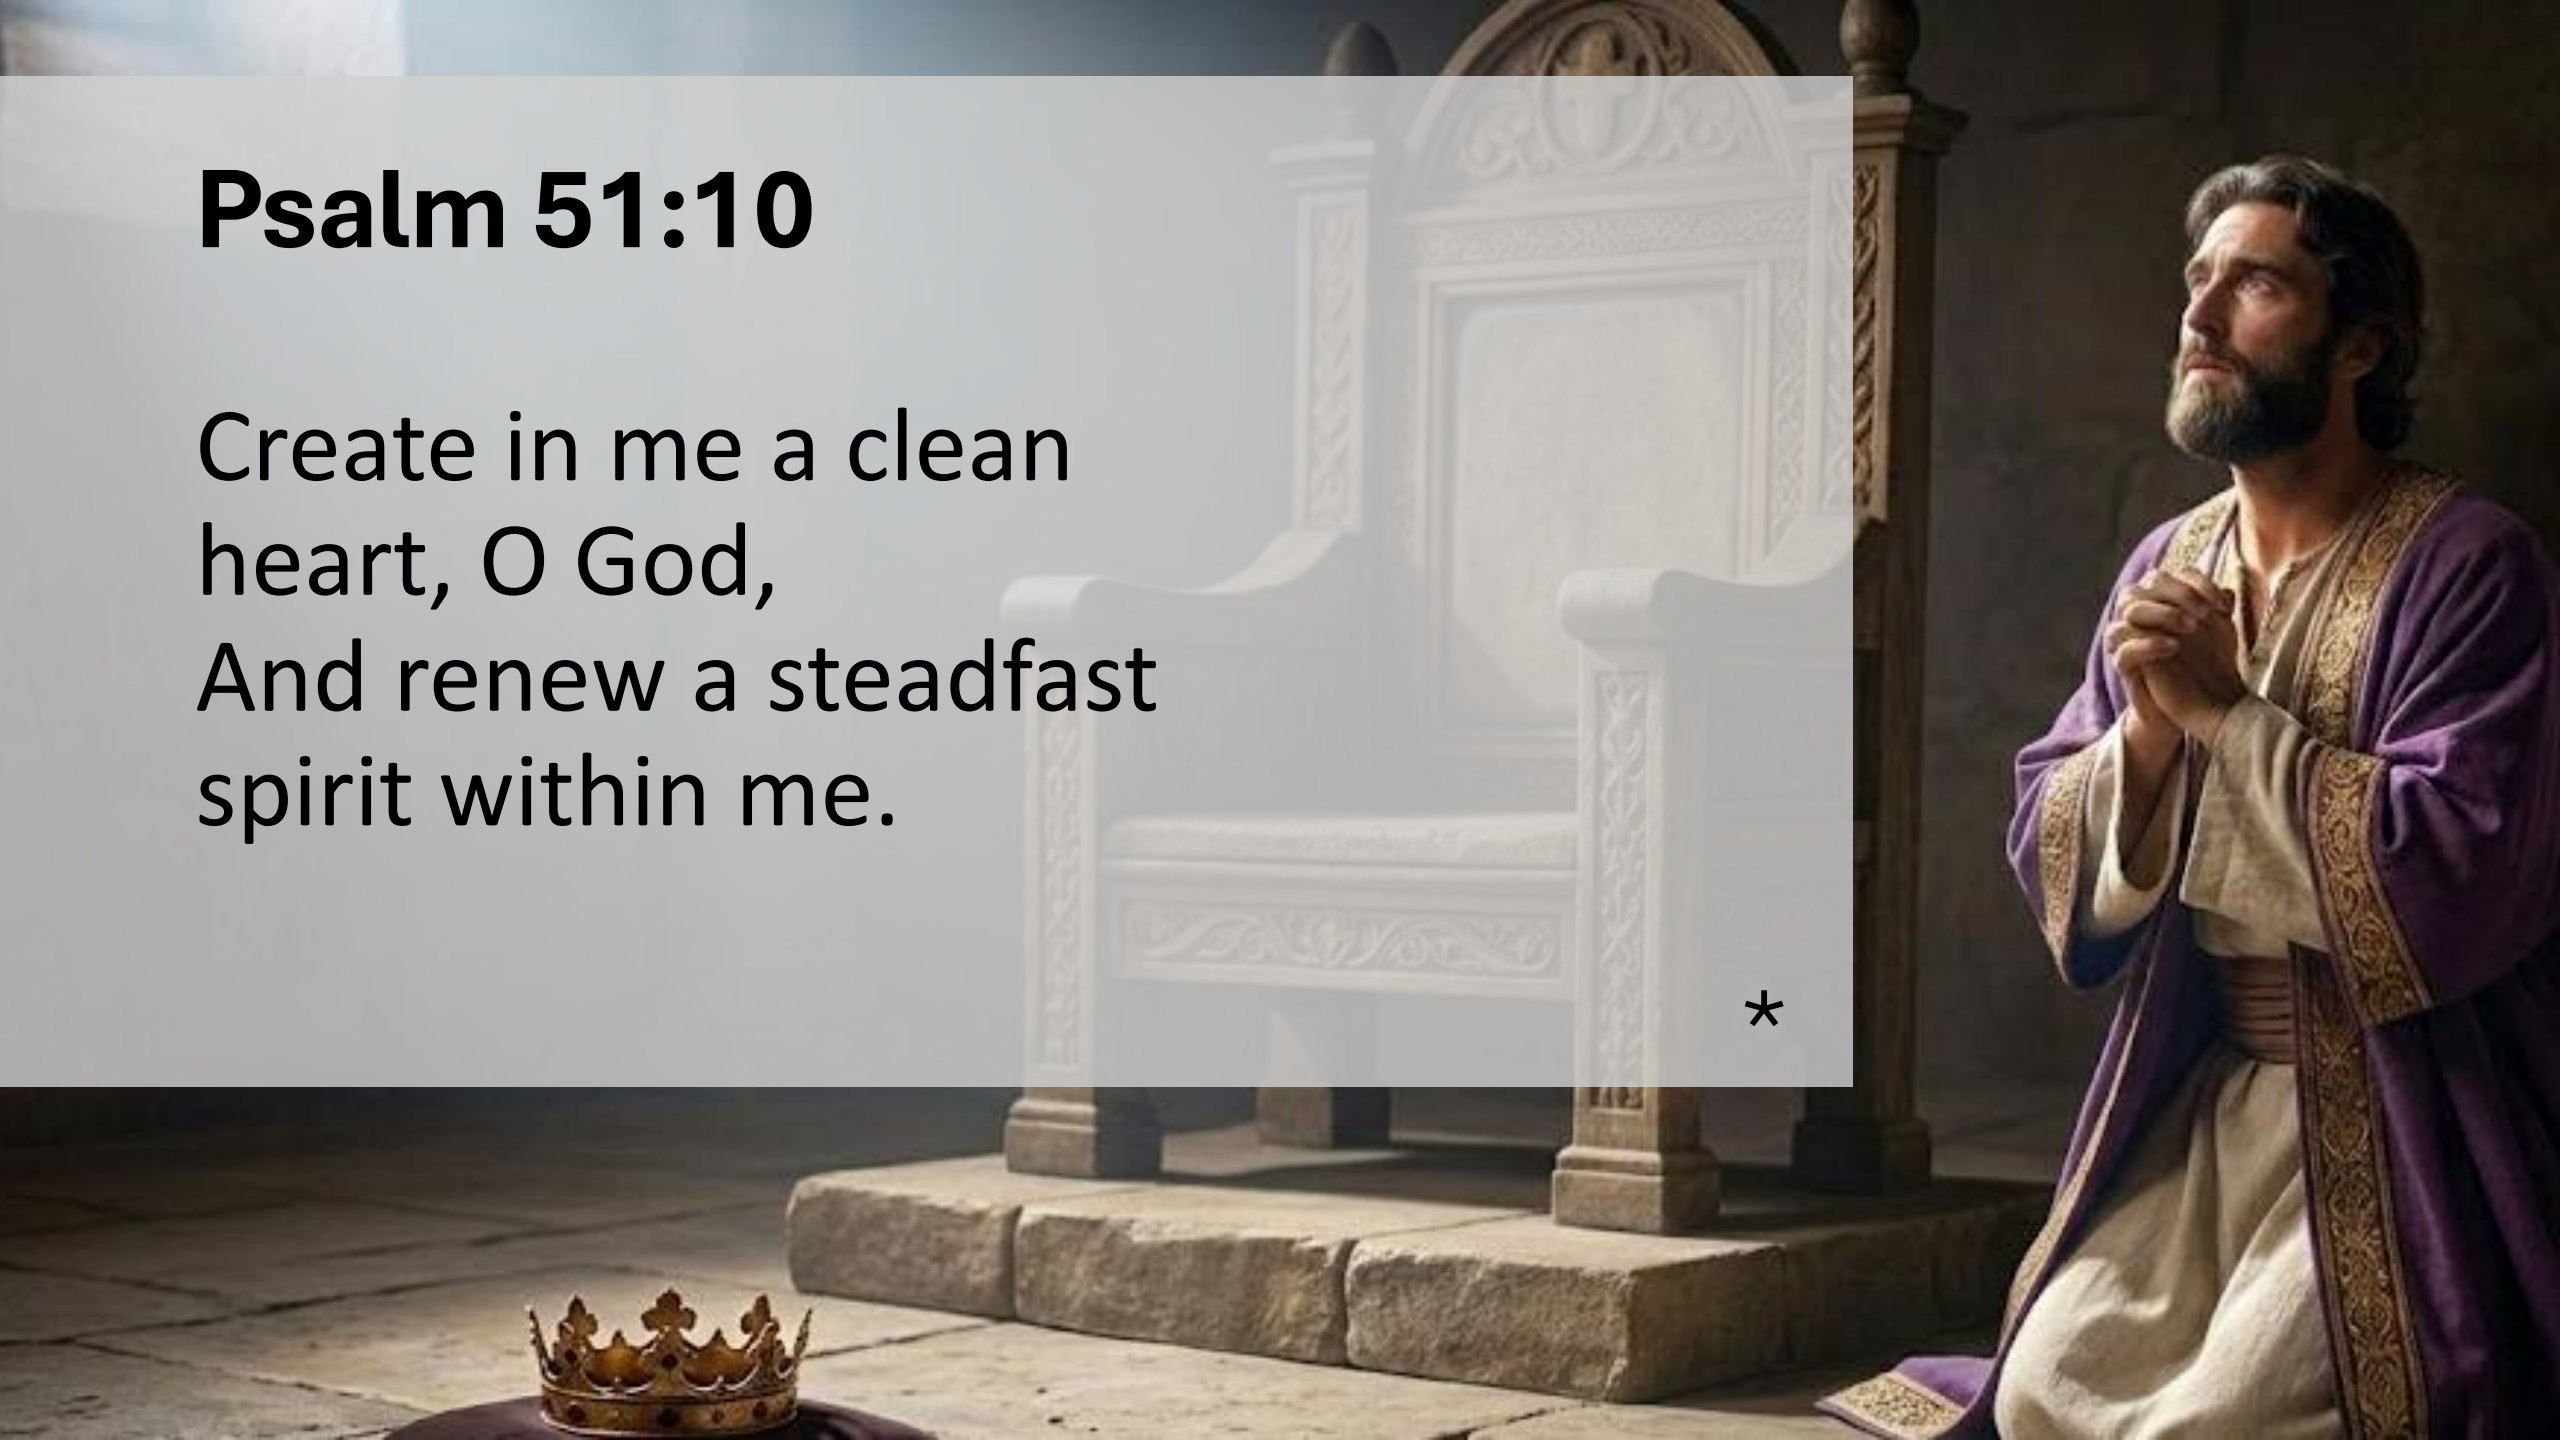 Psalm 51:10
Create in me a clean
heart, O God,
And renew a steadfast
spirit within me.
*